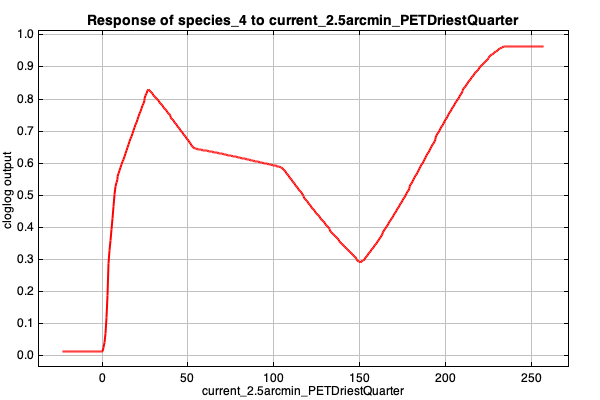 Response of species_4 to current_2.5arcmin_PETDriestQuarter
1.0
0.9
0.8
0.7
0.6
0.5
0.4
0.3
0.2
0.1
0.0
cloglog output
0 50 100 150 200 250
current_2.5arcmin_PETDriestQuarter